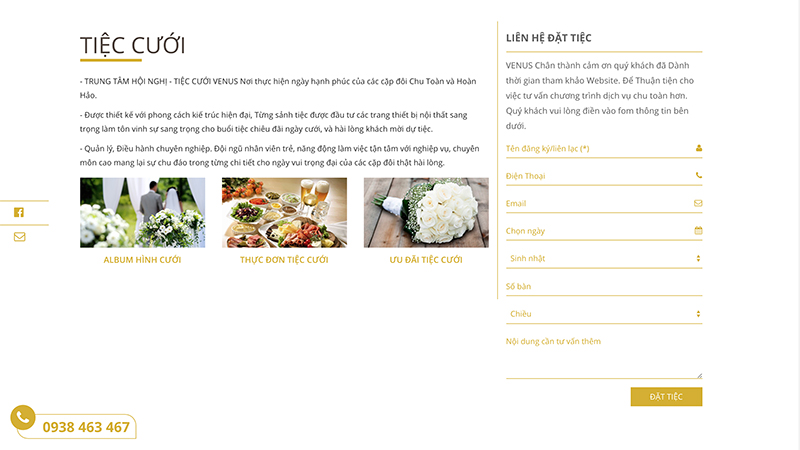 TIỆC CƯỚI
- TRUNG TÂM HỘI NGHỊ - TIỆC CƯỚI VENUS Nơi thực hiện ngày hạnh phúc của các cặp đôi Chu Toàn và Hoàn
Hảo.
- Được thiết kế với phong cách kiế trúc hiện đại, Từng sảnh tiệc được đầu tư các trang thiết bị nội thất sang
trọng làm tôn vinh sự sang trọng cho buổi tiệc chiêu đãi ngày cưới, và hài lòng khách mời dự tiệc.
- Quản lý, Điều hành chuyên nghiệp, Đội ngũ nhân viên trẻ, năng động làm việc tận tâm với nghiệp vụ, chuyên
môn cao mang lại sự chu đáo trong từng chi tiết cho ngày vui trọng đại của các cặp đôi thật hài lòng.
ALBUM HÌNH CƯỚI
THỰC ĐƠN TIỆC CƯỚI
ƯU ĐÃI TIỆC CƯỚI
LIÊN HỆ ĐẶT TIỆC
VENUS Chân thành cảm ơn quý khách đã Dành
thời gian tham khảo Website. Để Thuận tiện cho
việc tư vấn chương trình dịch vụ chu toàn hơn.
Quý khách vui lòng điền vào fom thông tin bên
dưới.
Tên đăng ký/liên lạc (*)
Điện Thoại
Email
Chọn ngày
Sinh nhật
Số bàn
Chiều
Nội dung cần tư vấn thêm
ĐẶT TIỆC
0938 463 467